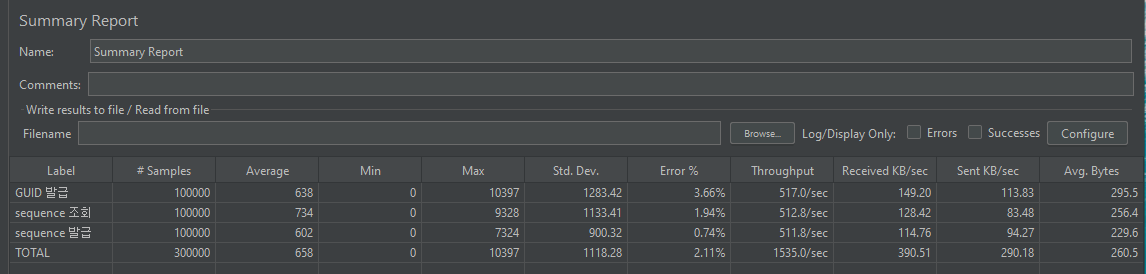 Summary Report
Name: Summary Report
Comments:
Write results to file / Read from file
Filename Browse... Log/Display Only: Errors Successes Configure
Label # Samples Average Min Max Std. Dev. Error % Throughput Received KB/sec Sent KB/sec Avg. Bytes
GUID 발급 100000 638 0 10397 1283.42 3.66% 517.0/sec 149.20 113.83 295.5
sequence 조회 100000 734 0 9328 1133.41 1.94% 512.8/sec 128.42 83.48 256.4
sequence 발급 100000 602 0 7324 900.32 0.74% 511.8/sec 114.76 94.27 229.6
TOTAL 300000 658 0 10397 1118.28 2.11% 1535.0/sec 390.51 290.18 260.5